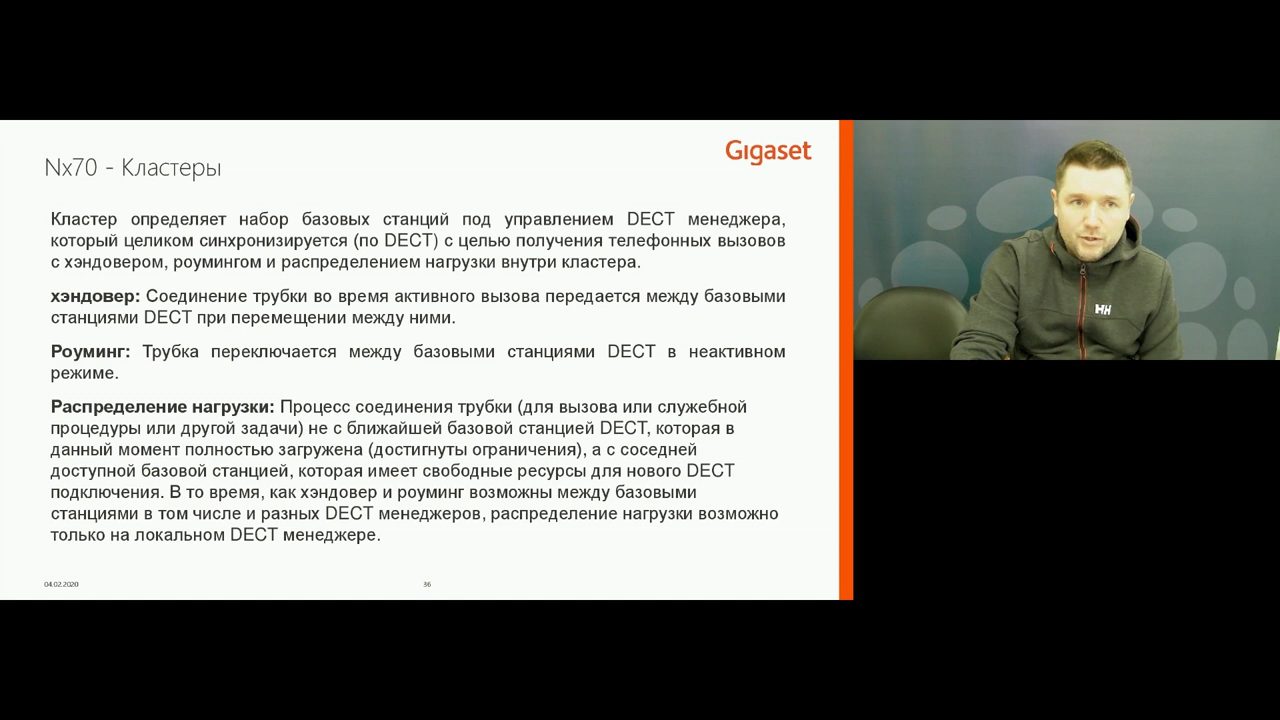 Nx70 - Кластеры
Gigaset
Кластер определяет набор базовых станций под управлением DECT менеджера,
который целиком синхронизируется (по DECT) с целью получения телефонных вызовов
с хэндовером, роумингом и распределением нагрузки внутри кластера.
хэндовер: Соединение трубки во время активного вызова передается между базовыми
станциями DECT при перемещении между ними.
Роуминг: Трубка переключается между базовыми станциями DECT в неактивном
режиме.
Распределение нагрузки: Процесс соединения трубки (для вызова или служебной
процедуры или другой задачи) не с ближайшей базовой станцией DECT, которая в
данный момент полностью загружена (достигнуты ограничения), а с соседней
доступной базовой станцией, которая имеет свободные ресурсы для нового DECT
подключения. В то время, как хэндовер и роуминг возможны между базовыми
станциями в том числе и разных DECT менеджеров, распределение нагрузки возможно
только на локальном DECT менеджере.
04.02.2020
36
HH